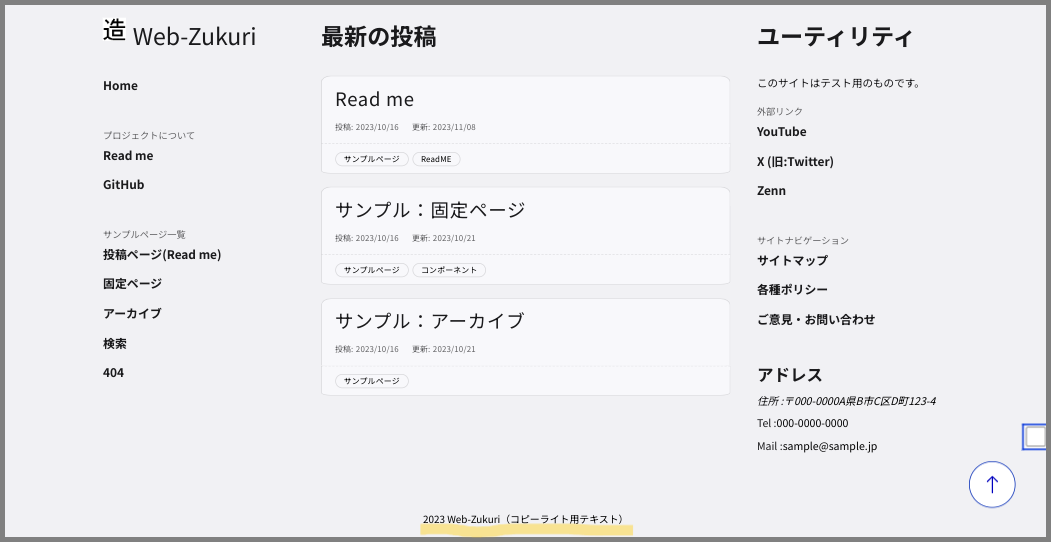 造 Web-Zukuri
Home
プロジェクトについて
Read me
GitHub
サンプルページ一覧
投稿ページ(Read me)
固定ページ
アーカイブ
検索
404
最新の投稿
Read me
投稿: 2023/10/16 更新: 2023/11/08
サンプルページ ReadME
サンプル：固定ページ
投稿: 2023/10/16 更新: 2023/10/21
サンプルページ コンポーネント
サンプル：アーカイブ
投稿: 2023/10/16 更新: 2023/10/21
サンプルページ
ユーティリティ
このサイトはテスト用のものです。
外部リンク
YouTube
X (旧:Twitter)
Zenn
サイトナビゲーション
サイトマップ
各種ポリシー
ご意見・お問い合わせ
アドレス
住所 :〒000-0000A県B市C区D町123-4
Tel :000-0000-0000
Mail :sample@sample.jp
2023 Web-Zukuri（コピーライト用テキスト）